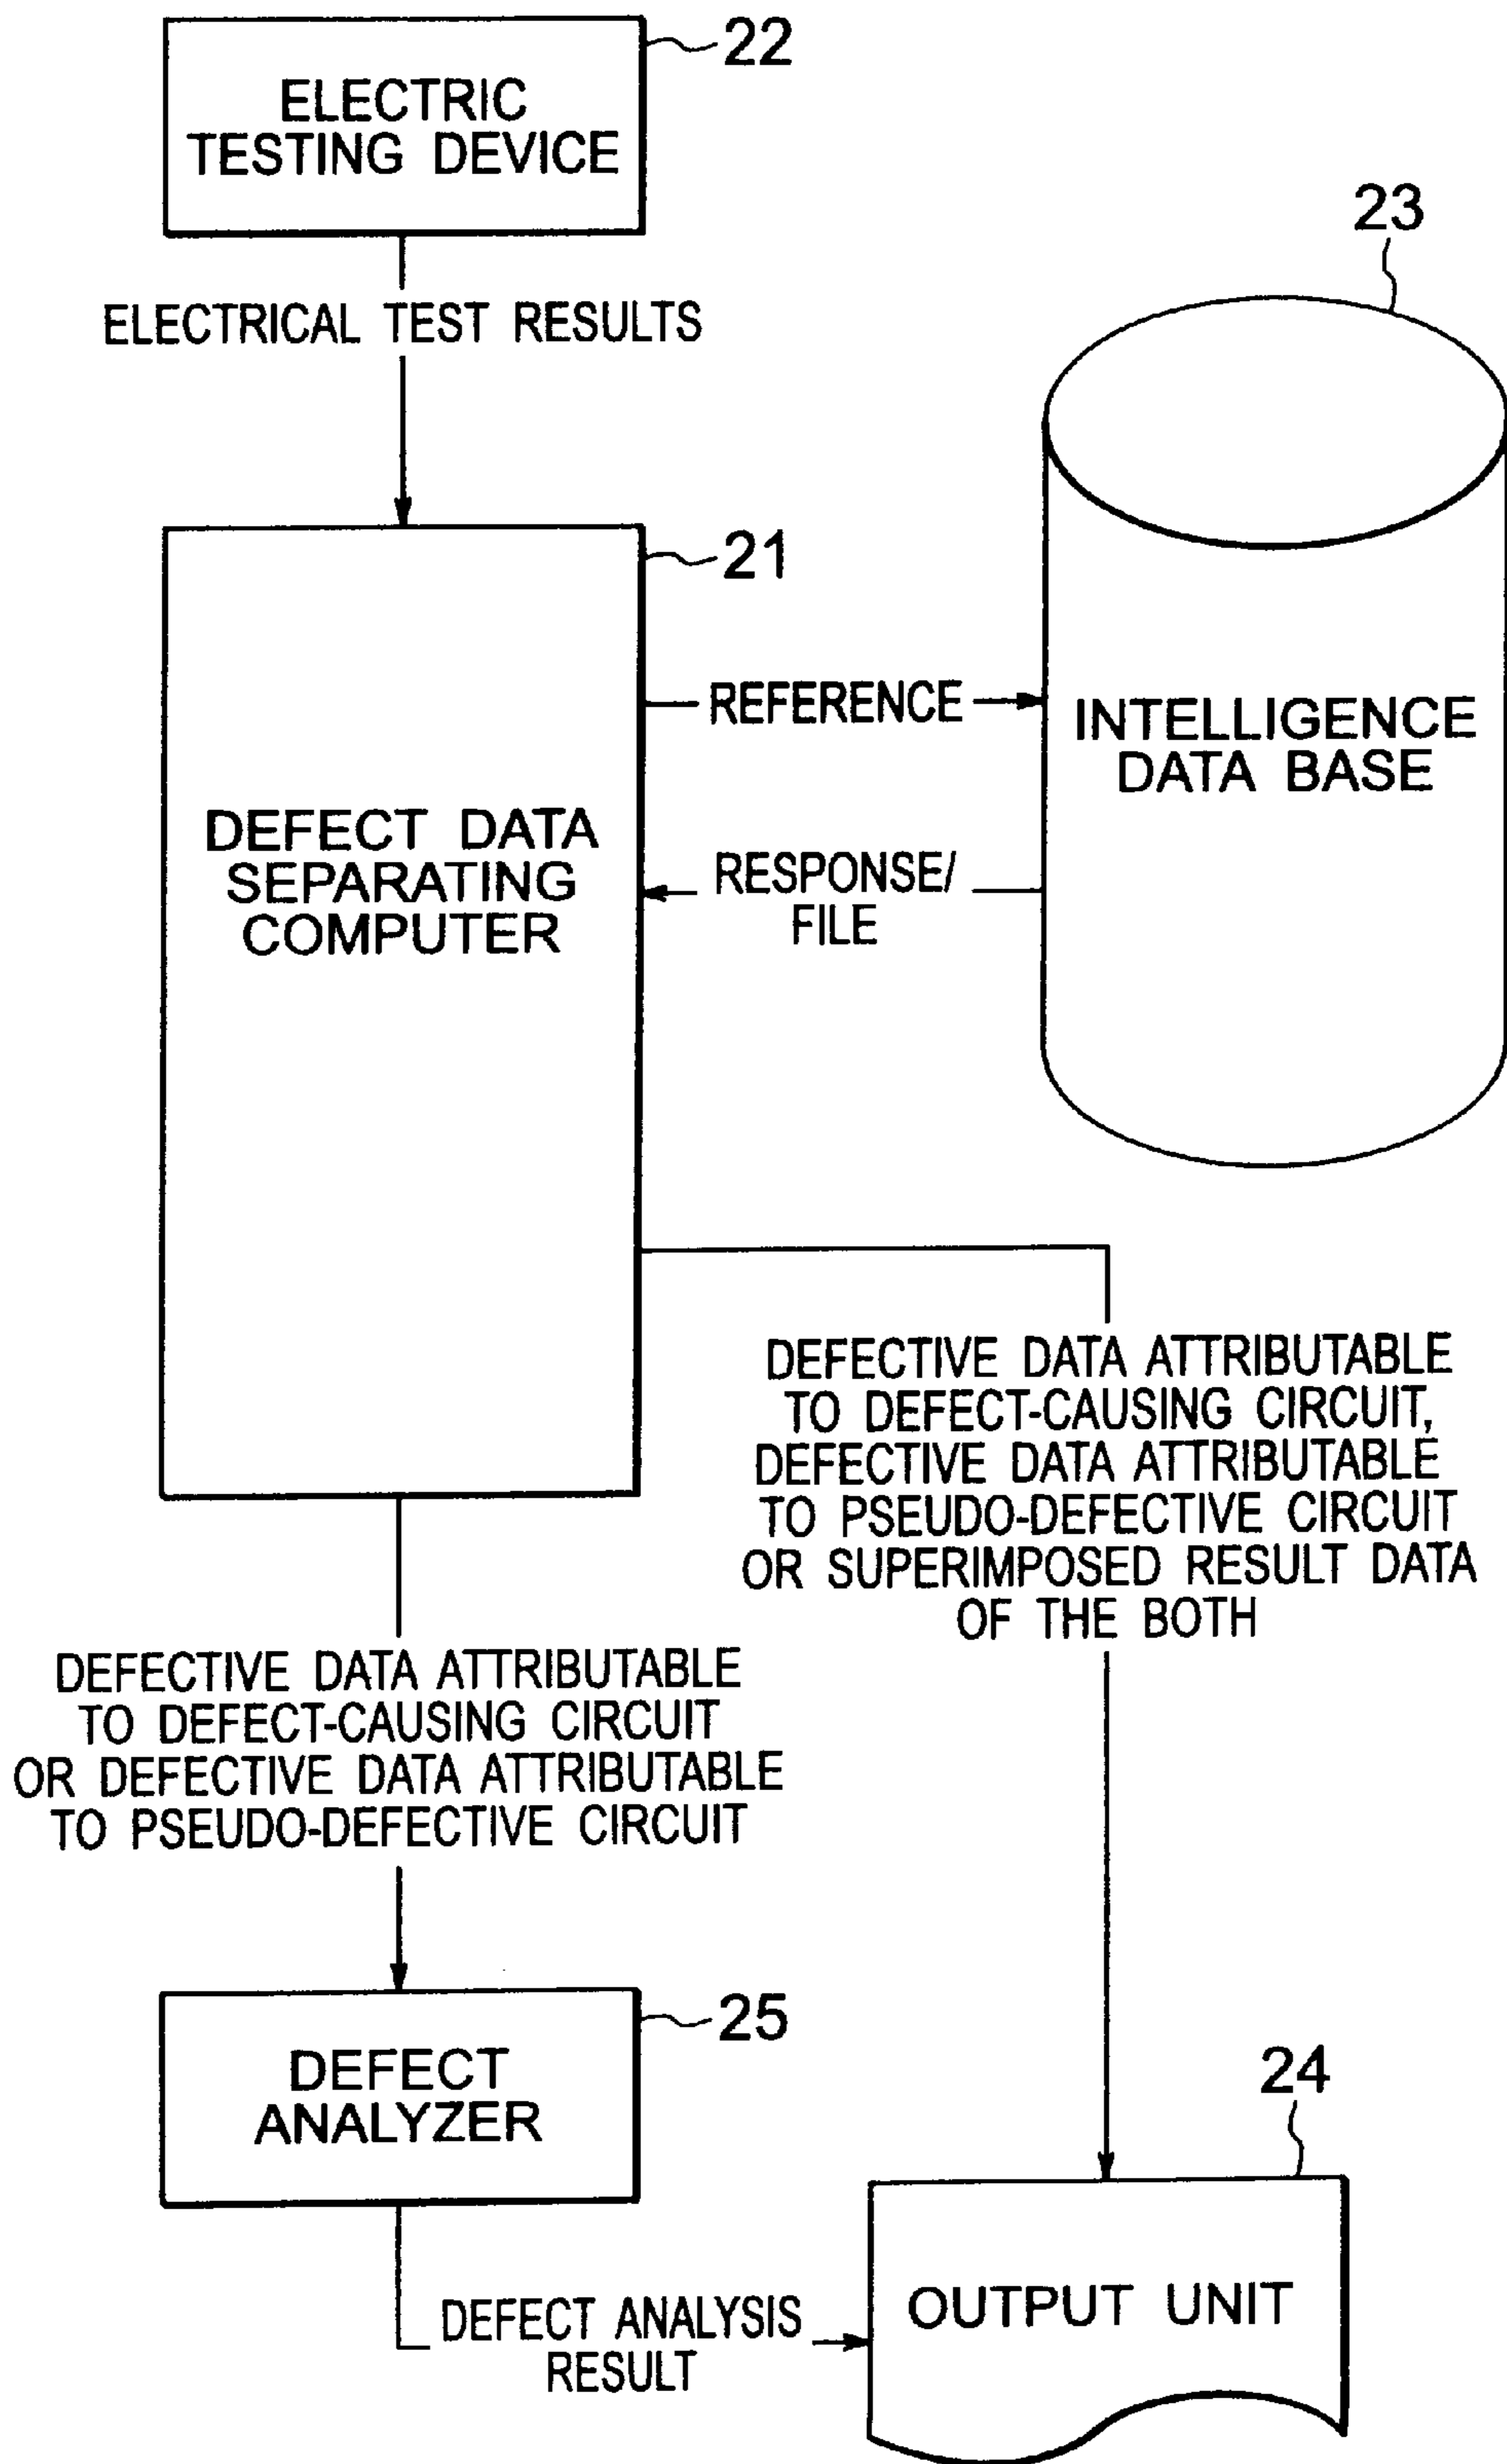 22
ELECTRIC
TESTING DEVICE
23
ELECTRICAL TEST RESULTS
21
REFERENCE
INTELLIGENCE
DATA BASE
DEFECT DATA
SEPARATING
COMPUTER
RESPONSE/
FILE
DEFECTIVE DATA ATTRIBUTABLE
TO DEFECT-CAUSING CIRCUIT,
DEFECTIVE DATA ATTRIBUTABLE
TO PSEUDO-DEFECTIVE CIRCUIT
OR SUPERIMPOSED RESULT DATA
OF THE BOTH
DEFECTIVE DATA ATTRIBUTABLE
TO DEFECT-CAUSING CIRCUIT
OR DEFECTIVE DATA ATTRIBUTABLE
TO PSEUDO-DEFECTIVE CIRCUIT
25
DEFECT
ANALYZER
24
OUTPUT UNIT
DEFECT ANALYSIS
RESULT